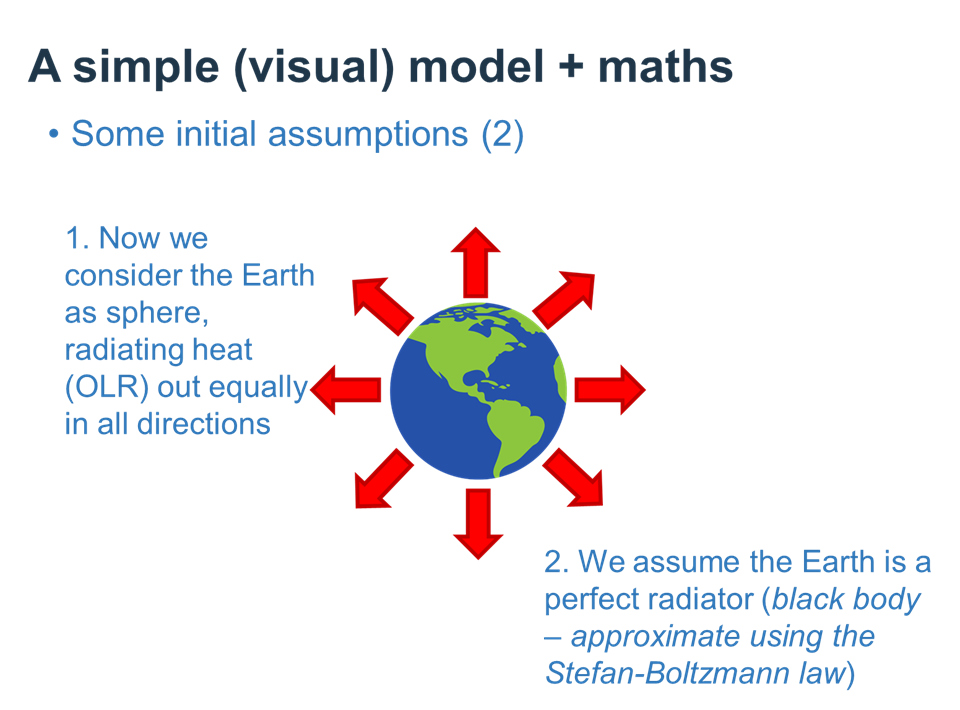 A simple (visual) model + maths
• Some initial assumptions (2)
1. Now we
consider the Earth
as sphere,
radiating heat
(OLR) out equally
in all directions
2. We assume the Earth is a
perfect radiator (black body
– approximate using the
Stefan-Boltzmann law)